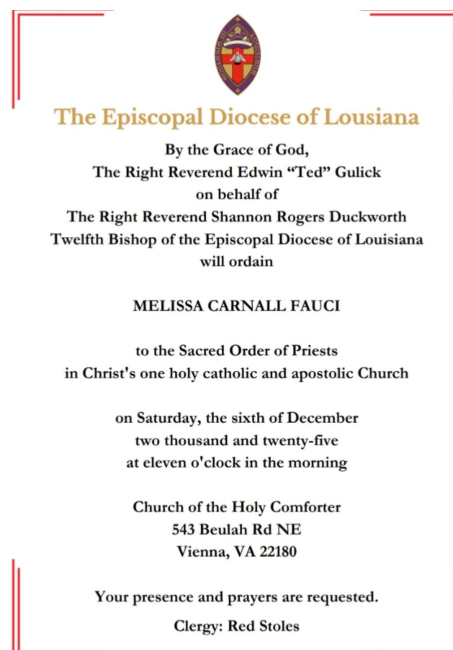 The Episcopal Diocese of Lousiana
By the Grace of God,
The Right Reverend Edwin “Ted” Gulick
on behalf of
The Right Reverend Shannon Rogers Duckworth
Twelfth Bishop of the Episcopal Diocese of Louisiana
will ordain
MELISSA CARNALL FAUCI
to the Sacred Order of Priests
in Christ's one holy catholic and apostolic Church
on Saturday, the sixth of December
two thousand and twenty-five
at eleven o'clock in the morning
Church of the Holy Comforter
543 Beulah Rd NE
Vienna, VA 22180
Your presence and prayers are requested.
Clergy: Red Stoles